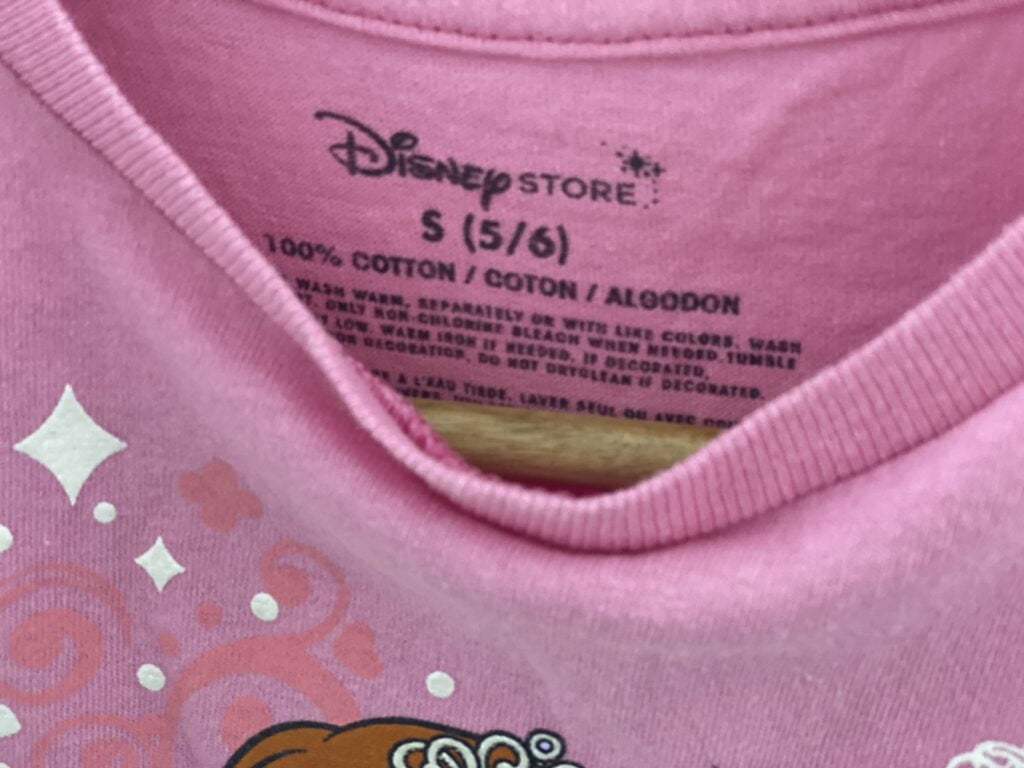 Disney STORE
S (5/6)
100% COTTON / COTON / ALGODON
WASH WARM, SEPARATELY OR WITH LIKE COLORS. WASH
ONLY NON-CHLORINE BLEACH WHEN NEEDED. TUMBLE
LOW. WARM IRON IF NEEDED. IF DECORATED,
DECORATION. DO NOT DRYCLEAN IF DECORATED.
A L'EAU TIEDE, LAVER SEUL OU AVEC